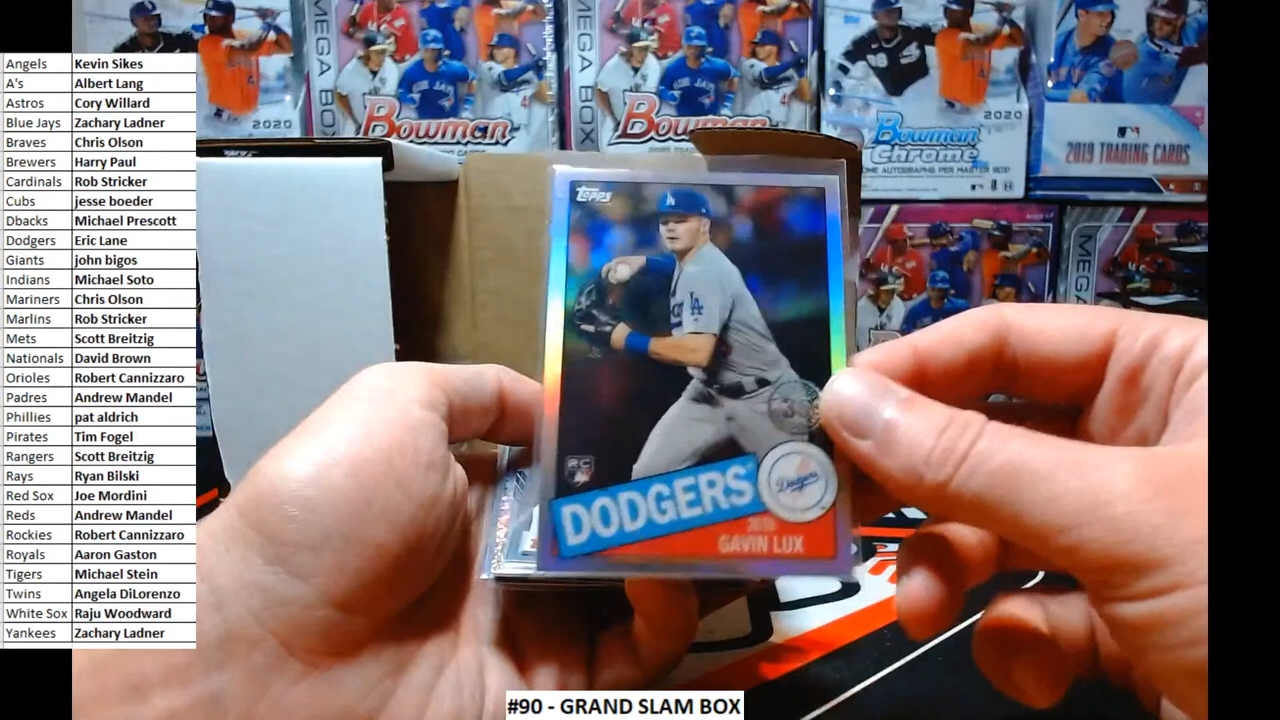 Angels Kevin Sikes
A's Albert Lang
Astros Cory Willard
Blue Jays Zachary Ladner
Braves Chris Olson
Brewers Harry Paul
Cardinals Rob Stricker
Cubs jesse boeder
Dbacks Michael Prescott
Dodgers Eric Lane
Giants john bigos
Indians Michael Soto
Mariners Chris Olson
Marlins Rob Stricker
Mets Scott Breitzig
Nationals David Brown
Orioles Robert Cannizzaro
Padres Andrew Mandel
Phillies pat aldrich
Pirates Tim Fogel
Rangers Scott Breitzig
Rays Ryan Bilski
Red Sox Joe Mordini
Reds Andrew Mandel
Rockies Robert Cannizzaro
Royals Aaron Gaston
Tigers Michael Stein
Twins Angela DiLorenzo
White Sox Raju Woodward
Yankees Zachary Ladner
2020
MEGA BOX
Bowman
MEGA BOX
Bowman
2020
Bowman
Chrome
2019 TRADING CARDS
MEGA
Topps
LA
LA
35
RC
DODGERS
Dodgers
2020
GAVIN LUX
#90 - GRAND SLAM BOX